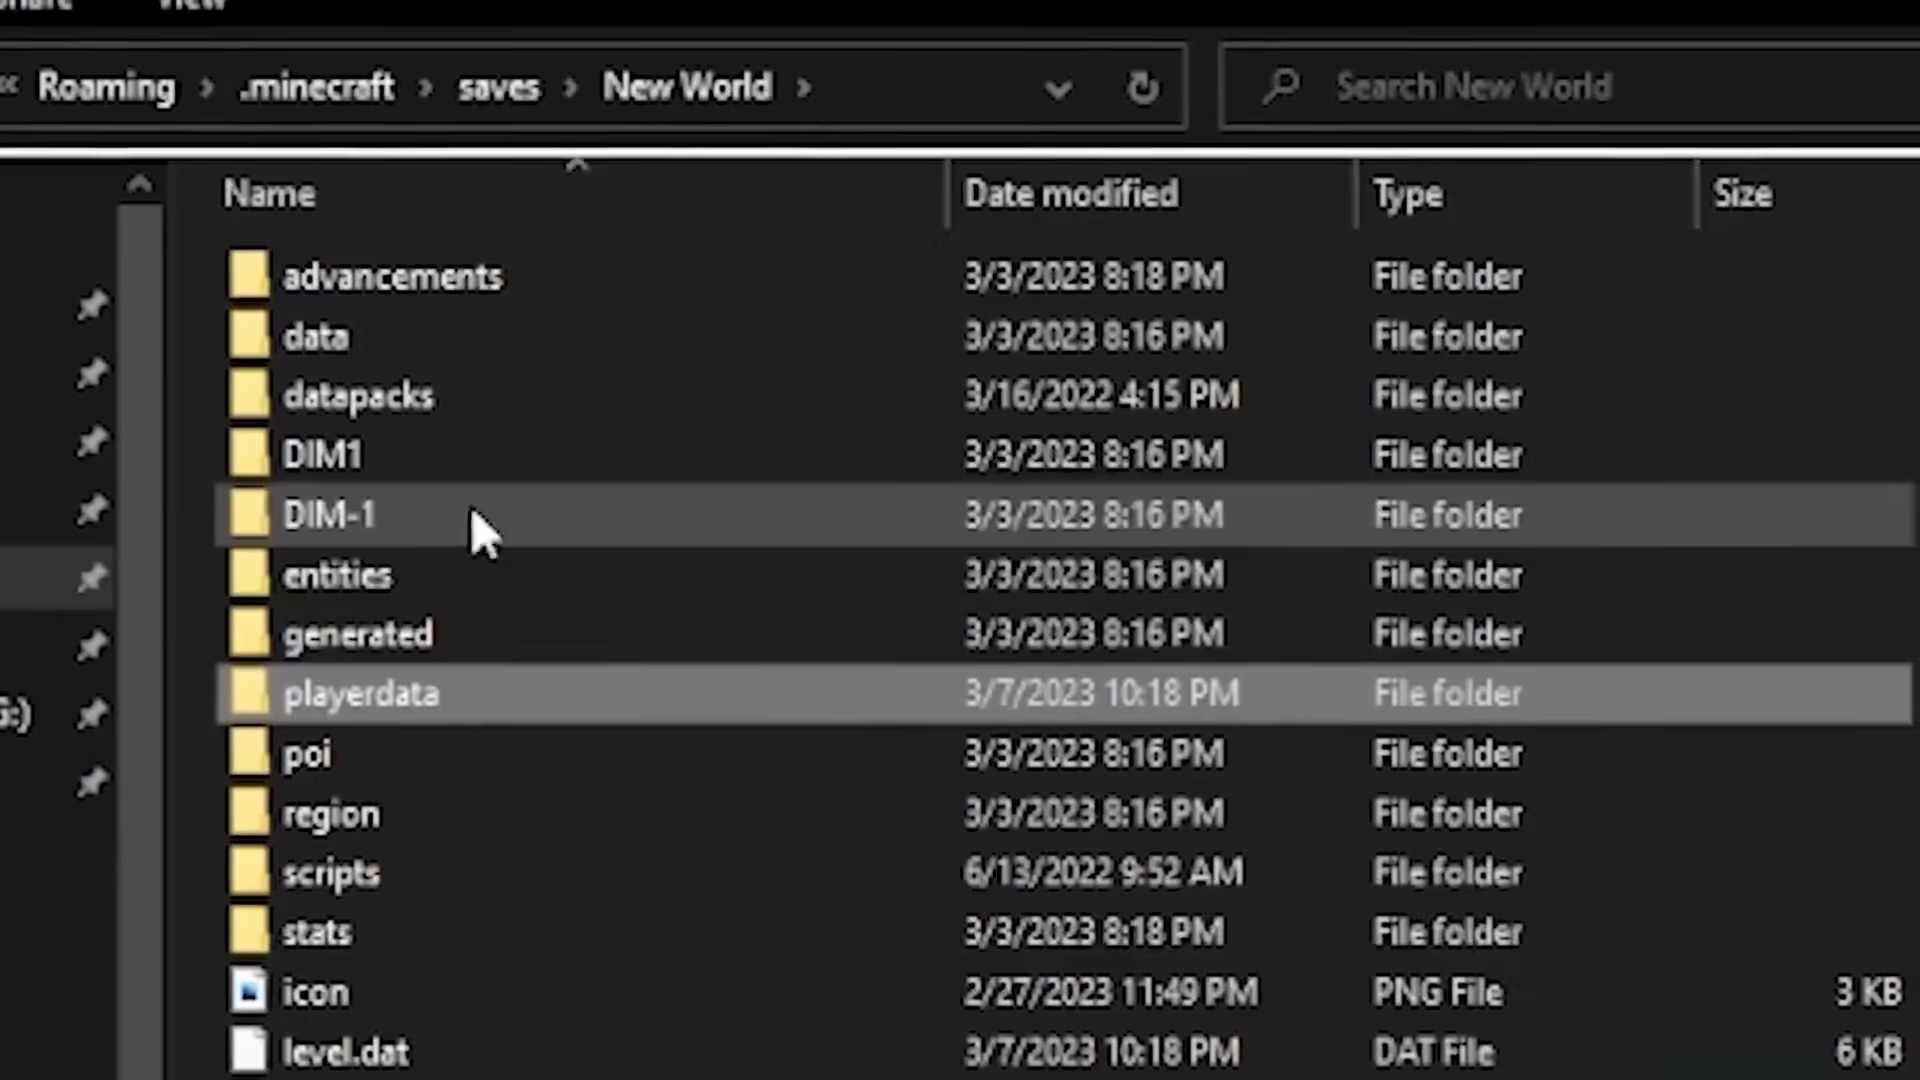 Share View
Roaming > .minecraft > saves > New World > Search New World
Name Date modified Type Size
advancements 3/3/2023 8:18 PM File folder
data 3/3/2023 8:16 PM File folder
datapacks 3/16/2022 4:15 PM File folder
DIM1 3/3/2023 8:16 PM File folder
DIM-1 3/3/2023 8:16 PM File folder
entities 3/3/2023 8:16 PM File folder
generated 3/3/2023 8:16 PM File folder
playerdata 3/7/2023 10:18 PM File folder
G:)
poi 3/3/2023 8:16 PM File folder
region 3/3/2023 8:16 PM File folder
scripts 6/13/2022 9:52 AM File folder
stats 3/3/2023 8:18 PM File folder
icon 2/27/2023 11:49 PM PNG File 3 KB
level.dat 3/7/2023 10:18 PM DAT File 6 KB